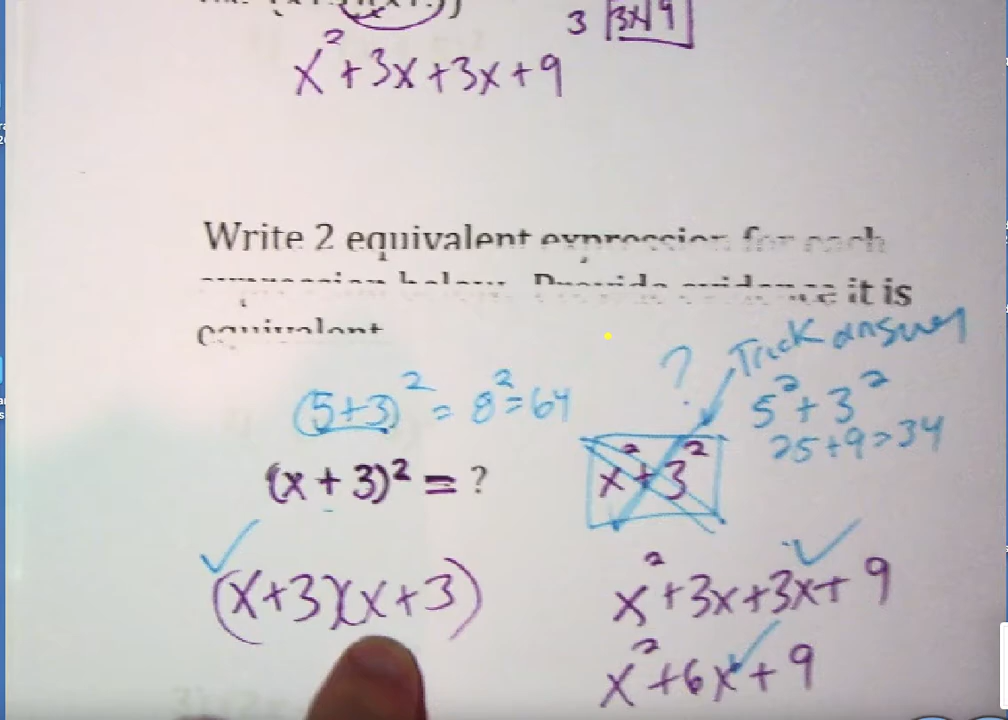 3 3x 9
x²+3x+3x+9
Write 2 equivalent expression for each
it is
equivalent
? Trick answer
(5+3)² = 8² = 64
5² + 3²
25+9=34
(x + 3)² = ?
x² + 3²
(x+3)(x+3)
x²+3x+3x+9
x²+6x+9